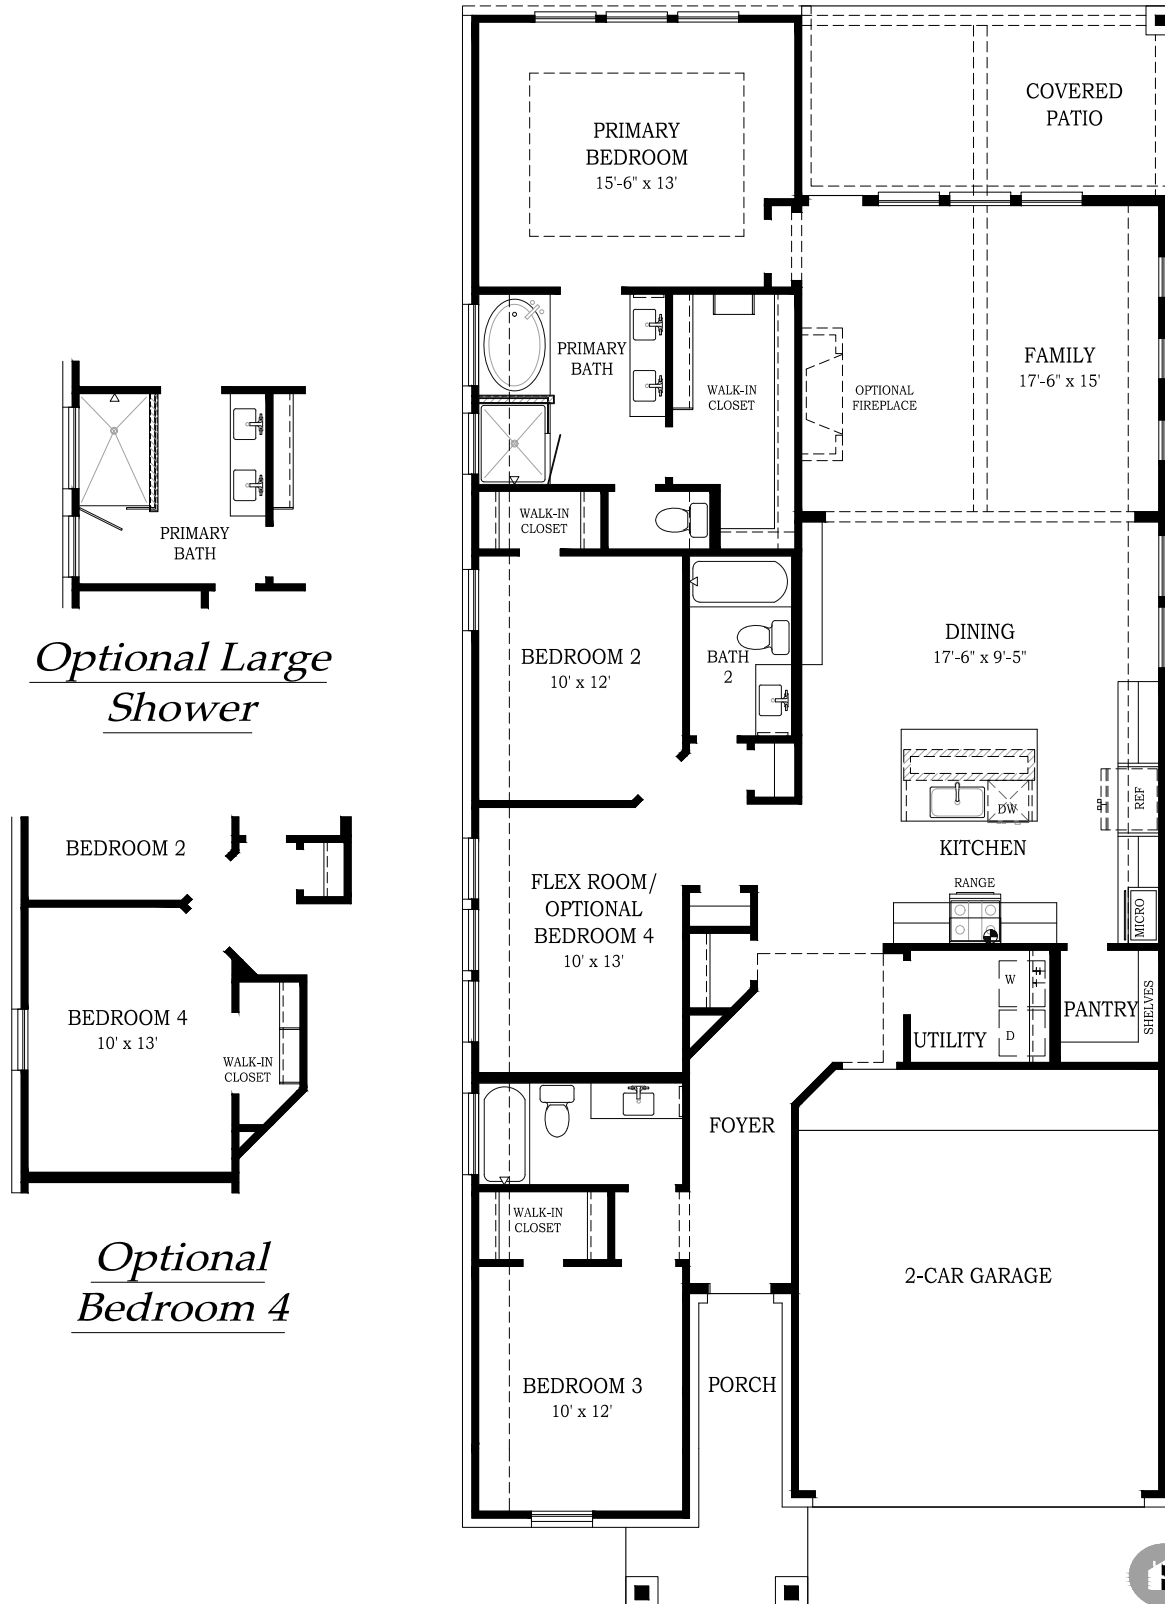 COVERED
PATIO
PRIMARY
BEDROOM
15'-6" x 13'
PRIMARY
BATH
WALK-IN
CLOSET
OPTIONAL
FIREPLACE
FAMILY
17'-6" x 15'
WALK-IN
CLOSET
PRIMARY
BATH
Optional Large
Shower
BEDROOM 2
10' x 12'
BATH
2
DINING
17'-6" x 9'-5"
REF
DW
KITCHEN
RANGE
MICRO
BEDROOM 2
FLEX ROOM/
OPTIONAL
BEDROOM 4
10' x 13'
W
D
UTILITY
PANTRY
SHELVES
BEDROOM 4
10' x 13'
WALK-IN
CLOSET
FOYER
WALK-IN
CLOSET
Optional
Bedroom 4
2-CAR GARAGE
BEDROOM 3
10' x 12'
PORCH